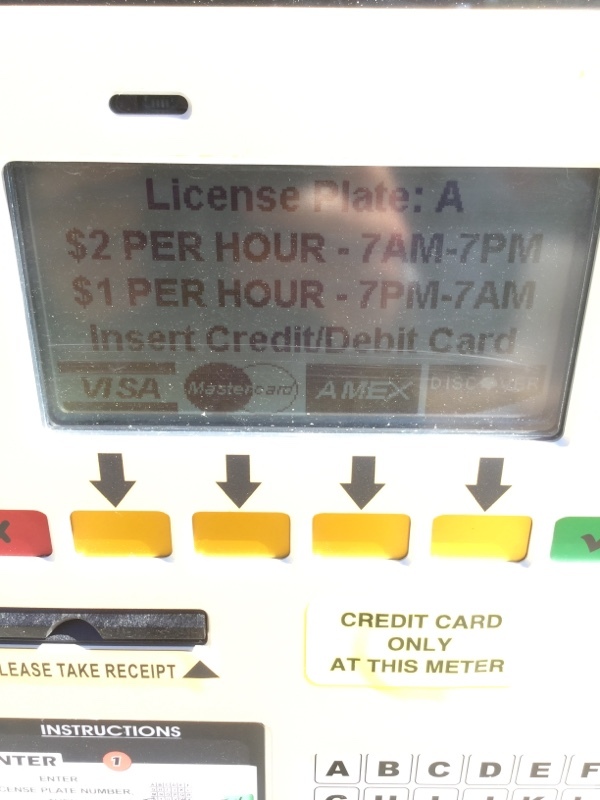 License Plate: A
$2 PER HOUR - 7AM-7PM
$1 PER HOUR - 7PM-7AM
Insert Credit/Debit Card
VISA MasterCard AMEX DISCOVER
CREDIT CARD
ONLY
AT THIS METER
LEASE TAKE RECEIPT
INSTRUCTIONS
NTER 1
ENTER
CENSE PLATE NUMBER
A B C D E F